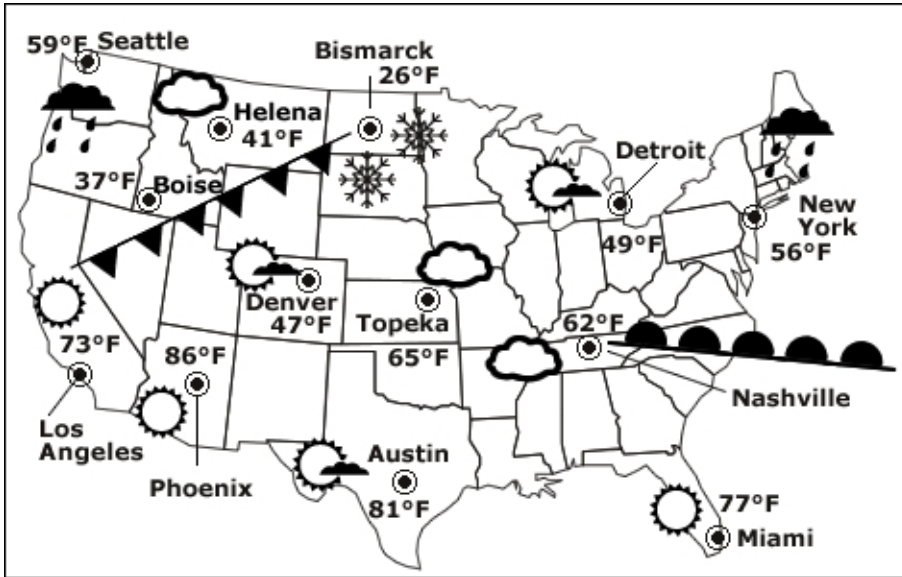 59°F Seattle
Bismarck
26°F
Helena
41°F
Detroit
37°F
Boise
New
York
49°F
56°F
Denver
47°F
Topeka
62°F
73°F
86°F
65°F
Nashville
Los
Angeles
Austin
Phoenix
81°F
77°F
Miami